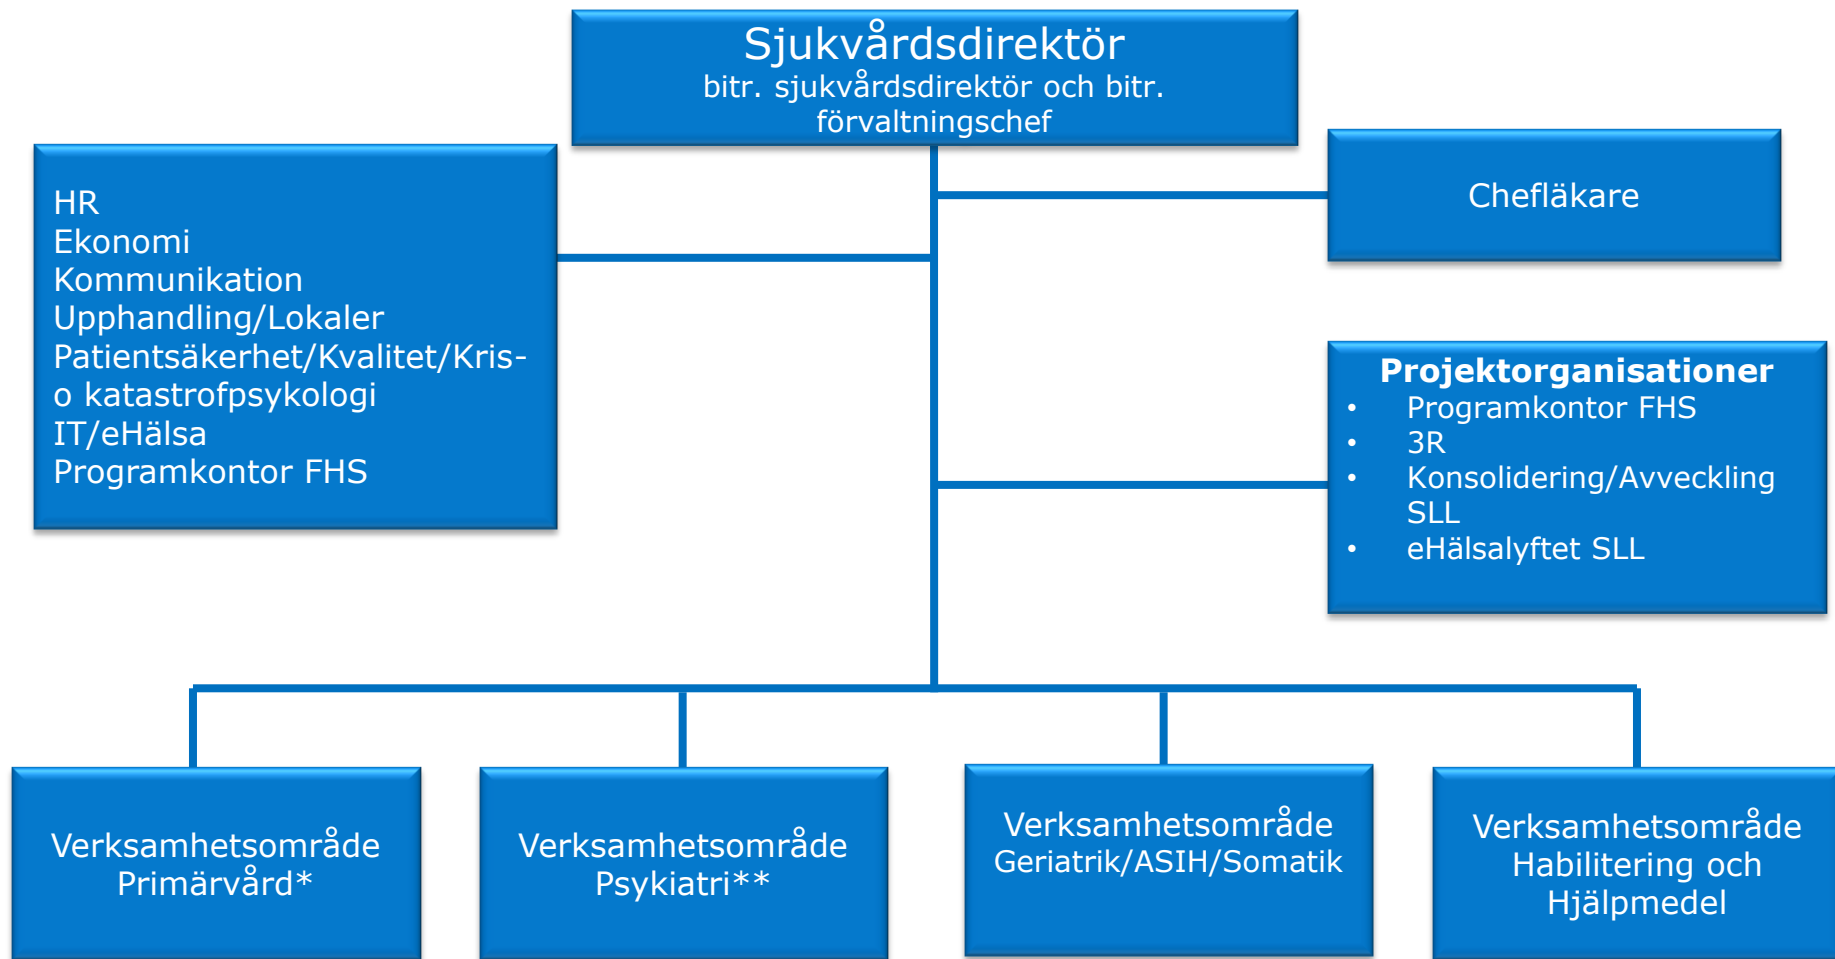 Sjukvårdsdirektör
bitr. sjukvårdsdirektör och bitr.
förvaltningschef
HR
Ekonomi
Kommunikation
Upphandling/Lokaler
Patientsäkerhet/Kvalitet/Kris-
o katastrofpsykologi
IT/eHälsa
Programkontor FHS
Chefläkare
Projektorganisationer
• Programkontor FHS
• 3R
• Konsolidering/Avveckling
SLL
• eHälsalyftet SLL
Verksamhetsområde
Primärvård*
Verksamhetsområde
Psykiatri**
Verksamhetsområde
Geriatrik/ASIH/Somatik
Verksamhetsområde
Habilitering och
Hjälpmedel